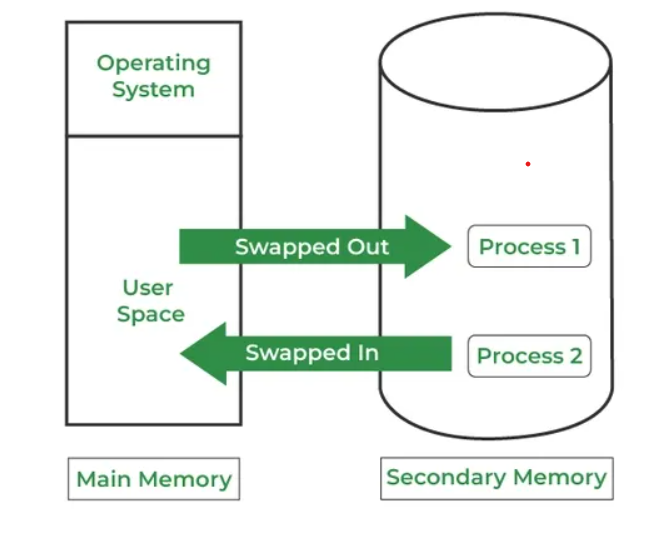 Operating
System
Swapped Out
Process 1
User
Space
Swapped In
Process 2
Main Memory
Secondary Memory